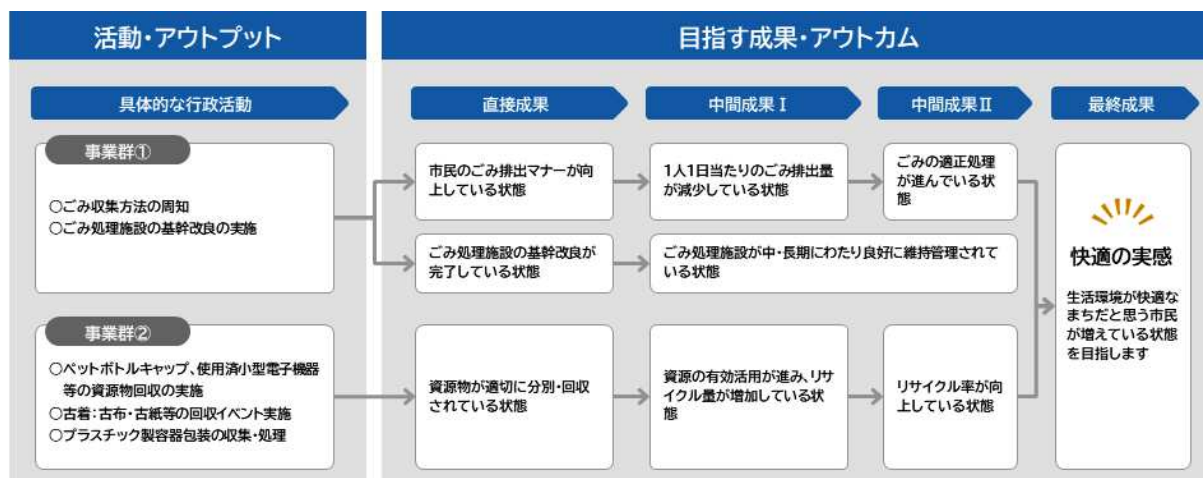 活動・アウトプット
目指す成果・アウトカム
具体的な行政活動
直接成果
中間成果Ⅰ
中間成果Ⅱ
最終成果
事業群①
○ごみ収集方法の周知
○ごみ処理施設の基幹改良の実施
市民のごみ排出マナーが向
上している状態
1人1日当たりのごみ排出量
が減少している状態
ごみの適正処理
が進んでいる状
態
ごみ処理施設の基幹改良が
完了している状態
ごみ処理施設が中・長期にわたり良好に維持管理されて
いる状態
事業群②
○ペットボトルキャップ、使用済小型電子機器
等の資源物回収の実施
○古着:古布・古紙等の回収イベント実施
○プラスチック製容器包装の収集・処理
資源物が適切に分別・回収
されている状態
資源の有効活用が進み、リサ
イクル量が増加している状
態
リサイクル率が向
上している状態
快適の実感
生活環境が快適な
まちだと思う市民
が増えている状態
を目指します